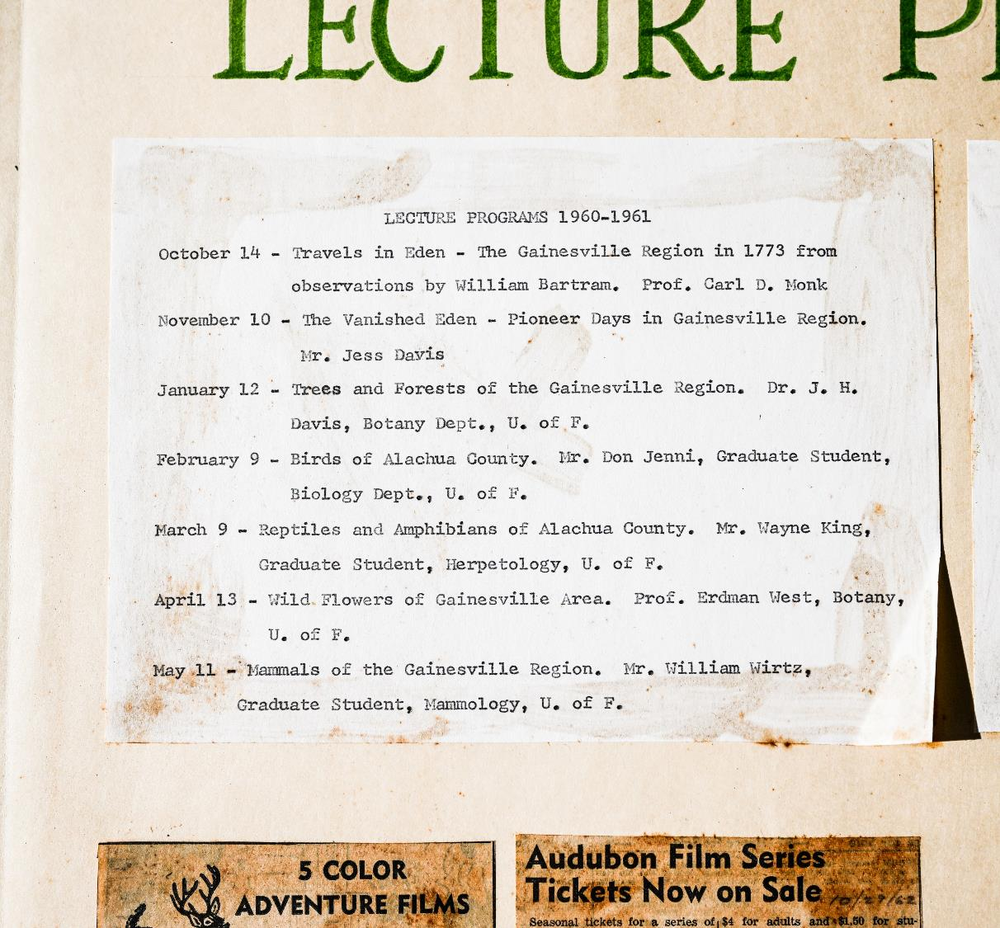 LECTURE P
LECTURE PROGRAMS 1960-1961
October 14 - Travels in Eden - The Gainesville Region in 1773 from
observations by William Bartram. Prof. Carl D. Monk
November 10 - The Vanished Eden - Pioneer Days in Gainesville Region.
Mr. Jess Davis
January 12 - Trees and Forests of the Gainesville Region. Dr. J. H.
Davis, Botany Dept., U. of F.
February 9 - Birds of Alachua County. Mr. Don Jenni, Graduate Student,
Biology Dept., U. of F.
March 9 - Reptiles and Amphibians of Alachua County. Mr. Wayne King,
Graduate Student, Herpetology, U. of F.
April 13 - Wild Flowers of Gainesville Area. Prof. Erdman West, Botany,
U. of F.
May 11 - Mammals of the Gainesville Region. Mr. William Wirtz,
Graduate Student, Mammology, U. of F.
5 COLOR
ADVENTURE FILMS
Audubon Film Series
Tickets Now on Sale 10/29/62
Seasonal tickets for a series of $4 for adults and $1.50 for stu-